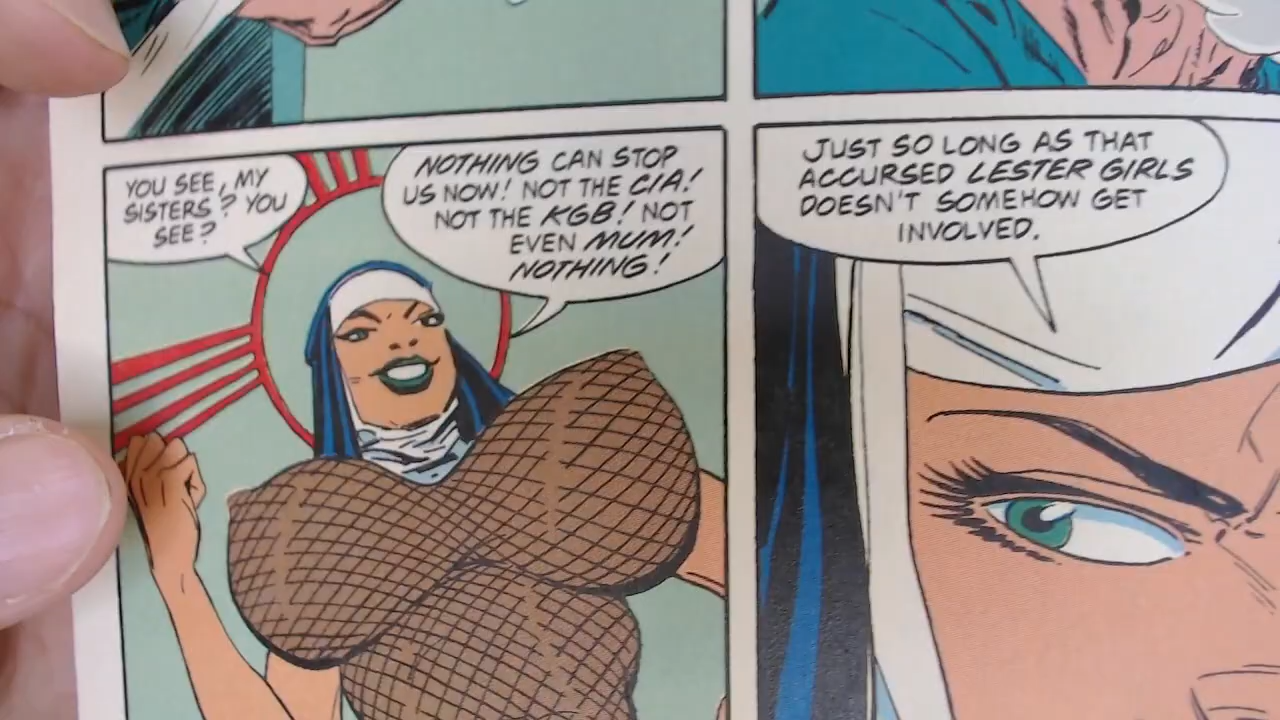 YOU SEE, MY
SISTERS? YOU
SEE?
NOTHING CAN STOP
US NOW! NOT THE CIA!
NOT THE KGB! NOT
EVEN MUM!
NOTHING!
JUST SO LONG AS THAT
ACCURSED LESTER GIRLS
DOESN'T SOMEHOW GET
INVOLVED.